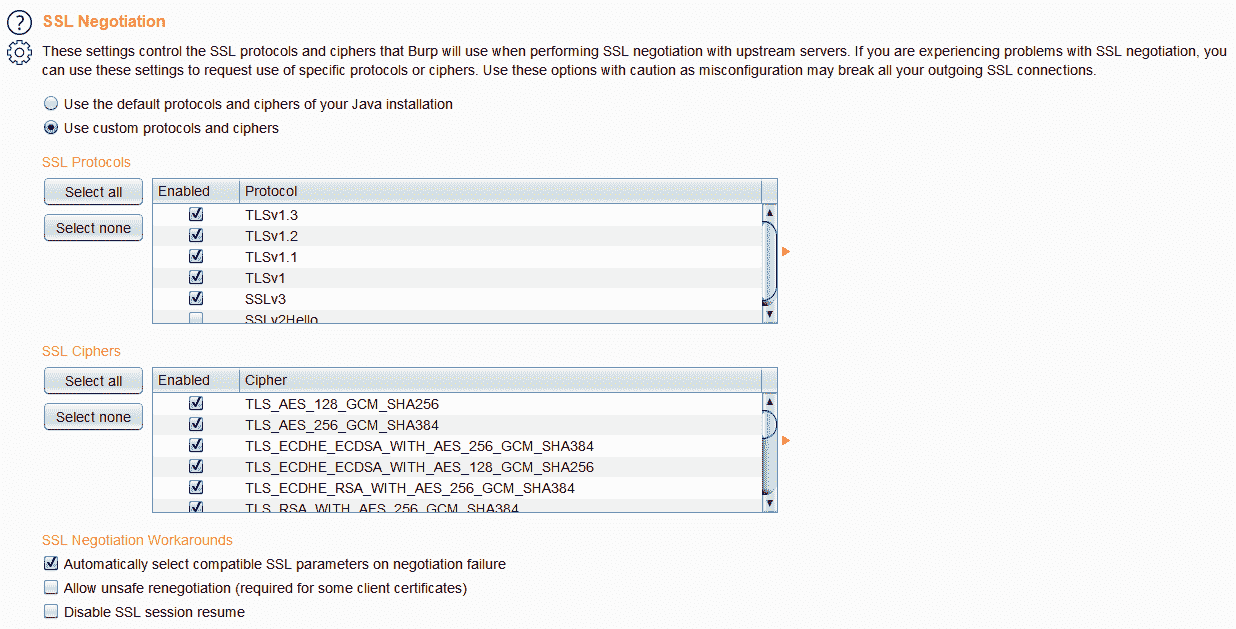 SSL Negotiation
These settings control the SSL protocols and ciphers that Burp will use when performing SSL negotiation with upstream servers. If you are experiencing problems with SSL negotiation, you
can use these settings to request use of specific protocols or ciphers. Use these options with caution as misconfiguration may break all your outgoing SSL connections.
Use the default protocols and ciphers of your Java installation
Use custom protocols and ciphers
SSL Protocols
Select all
Select none
Enabled Protocol
TLSv1.3
TLSv1.2
TLSv1.1
TLSv1
SSLv3
SSLv2Hello
SSL Ciphers
Select all
Select none
Enabled Cipher
TLS_AES_128_GCM_SHA256
TLS_AES_256_GCM_SHA384
TLS_ECDHE_ECDSA_WITH_AES_256_GCM_SHA384
TLS_ECDHE_ECDSA_WITH_AES_128_GCM_SHA256
TLS_ECDHE_RSA_WITH_AES_256_GCM_SHA384
TLS_RSA_WITH_AES_256_GCM_SHA384
SSL Negotiation Workarounds
Automatically select compatible SSL parameters on negotiation failure
Allow unsafe renegotiation (required for some client certificates)
Disable SSL session resume